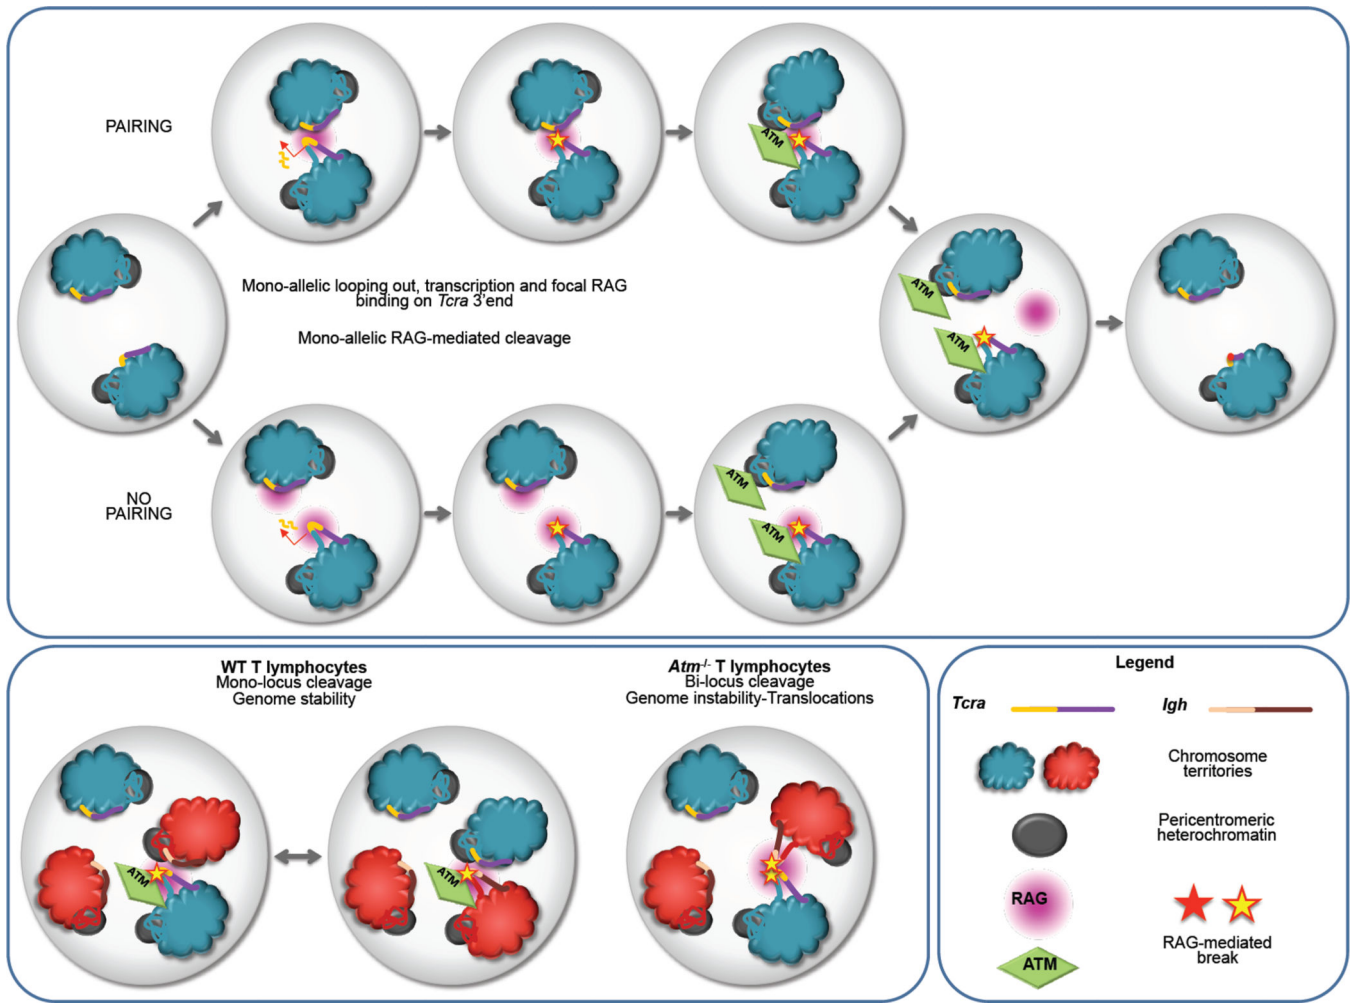 PAIRING
ATM
Mono-allelic looping out, transcription and focal RAG
binding on Tcra 3'end
Mono-allelic RAG-mediated cleavage
ATM
ATM
NO
PAIRING
ATM
ATM
WT T lymphocytes
Mono-locus cleavage
Genome stability
Atm-/- T lymphocytes
Bi-locus cleavage
Genome instability-Translocations
ATM
ATM
Legend
Tcra
Igh
Chromosome
territories
Pericentromeric
heterochromatin
RAG
ATM
RAG-mediated
break